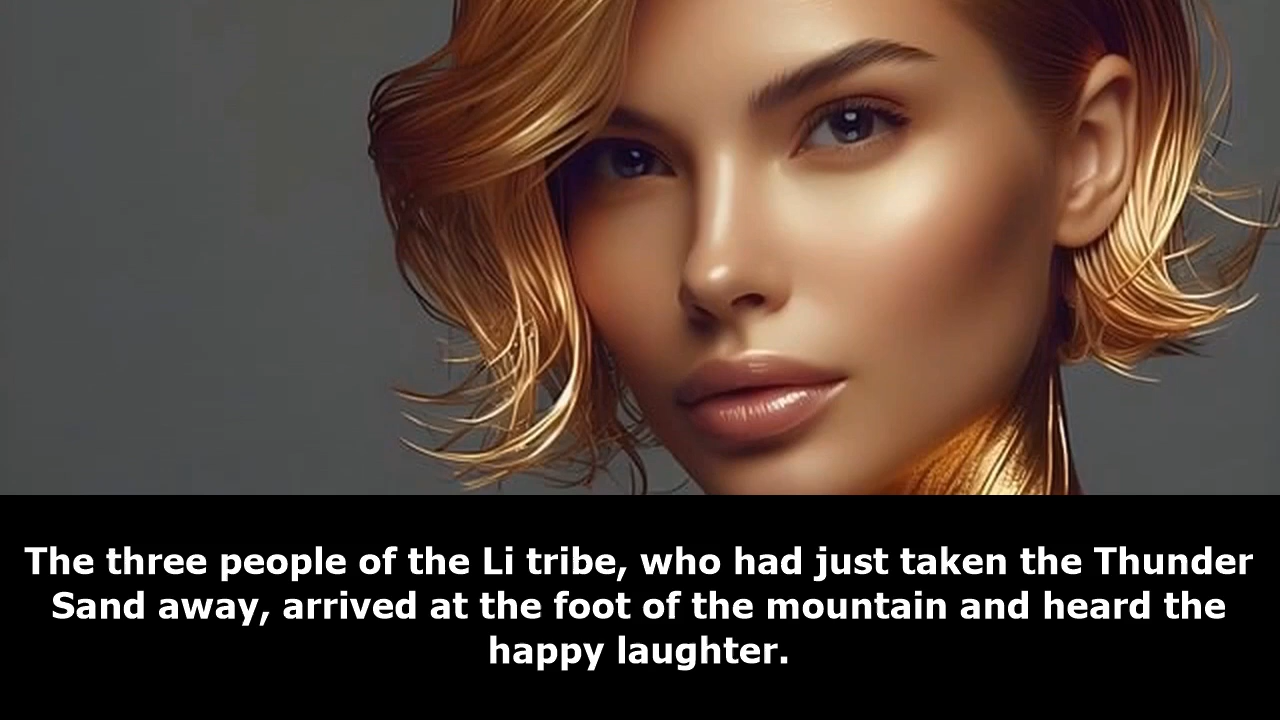 The three people of the Li tribe, who had just taken the Thunder
Sand away, arrived at the foot of the mountain and heard the
happy laughter.